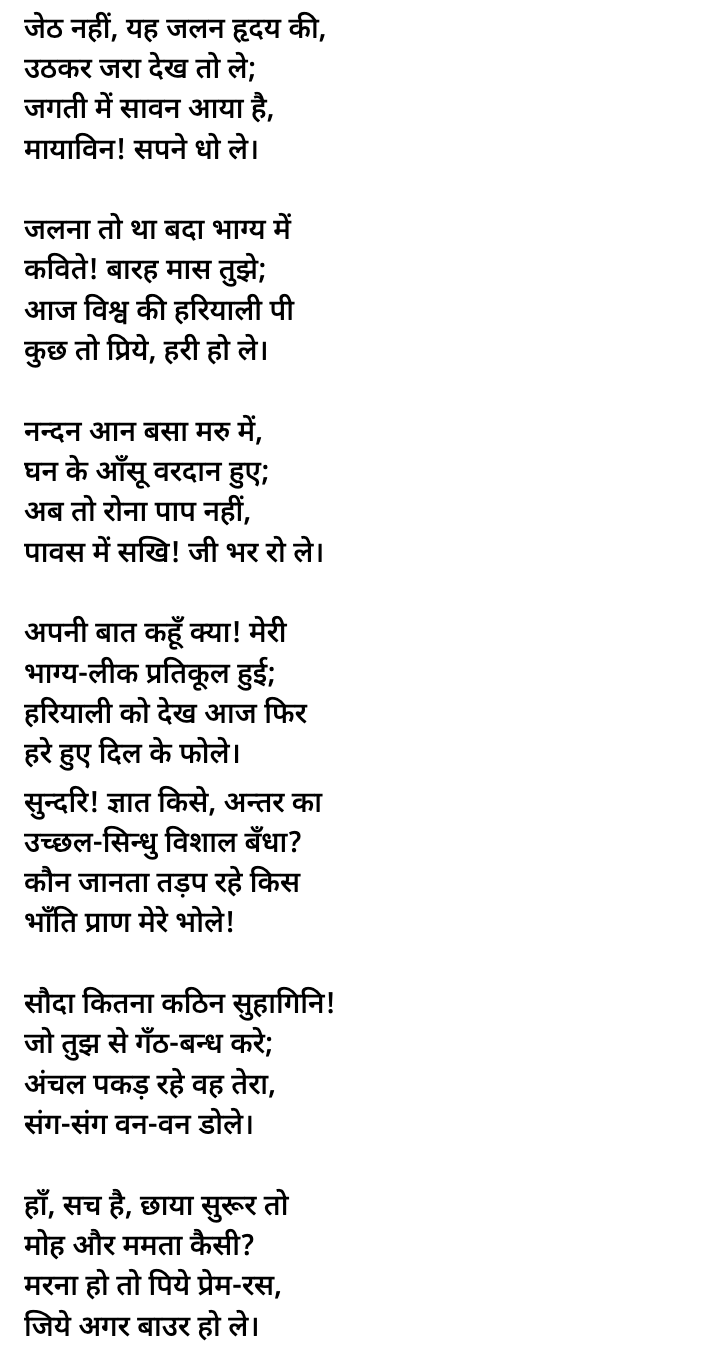 जेठ नहीं, यह जलन हृदय की,
उठकर जरा देख तो ले;
जगती में सावन आया है,
मायाविन! सपने धो ले।

जलना तो था बदा भाग्य में
कविते! बारह मास तुझे;
आज विश्व की हरियाली पी
कुछ तो प्रिये, हरी हो ले।

नन्दन आन बसा मरु में,
घन के आँसू वरदान हुए;
अब तो रोना पाप नहीं,
पावस में सखि! जी भर रो ले।

अपनी बात कहूँ क्या! मेरी
भाग्य-लीक प्रतिकूल हुई;
हरियाली को देख आज फिर
हरे हुए दिल के फोले।
सुन्दरि! ज्ञात किसे, अन्तर का
उच्छल-सिन्धु विशाल बँधा?
कौन जानता तड़प रहे किस
भाँति प्राण मेरे भोले!

सौदा कितना कठिन सुहागिनि!
जो तुझ से गँठ-बन्ध करे;
अंचल पकड़ रहे वह तेरा,
संग-संग वन-वन डोले।

हाँ, सच है, छाया सुरूर तो
मोह और ममता कैसी?
मरना हो तो पिये प्रेम-रस,
जिये अगर बाउर हो ले।